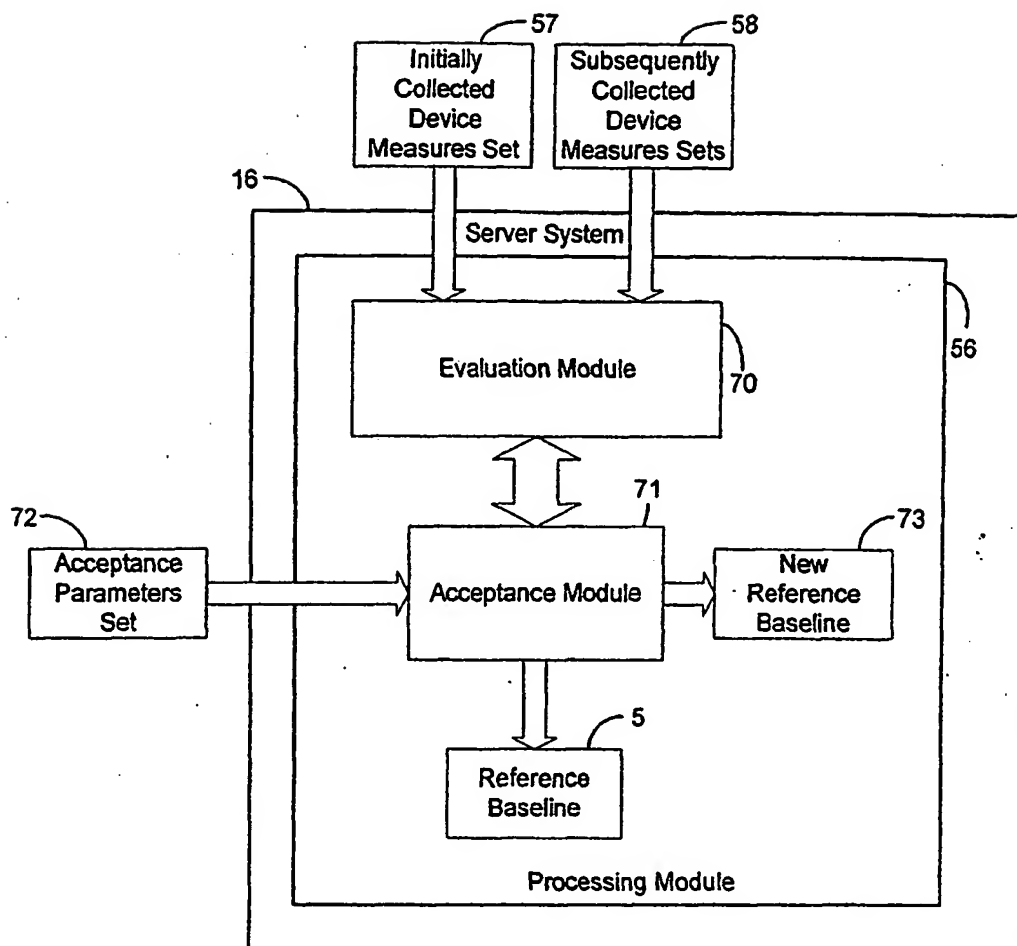 57
58
Initially
Collected
Device
Measures Set
Subsequently
Collected
Device
Measures Sets
16
Server System
56
Evaluation Module
70
71
72
73
Acceptance
Parameters
Set
Acceptance Module
New
Reference
Baseline
5
Reference
Baseline
Processing Module